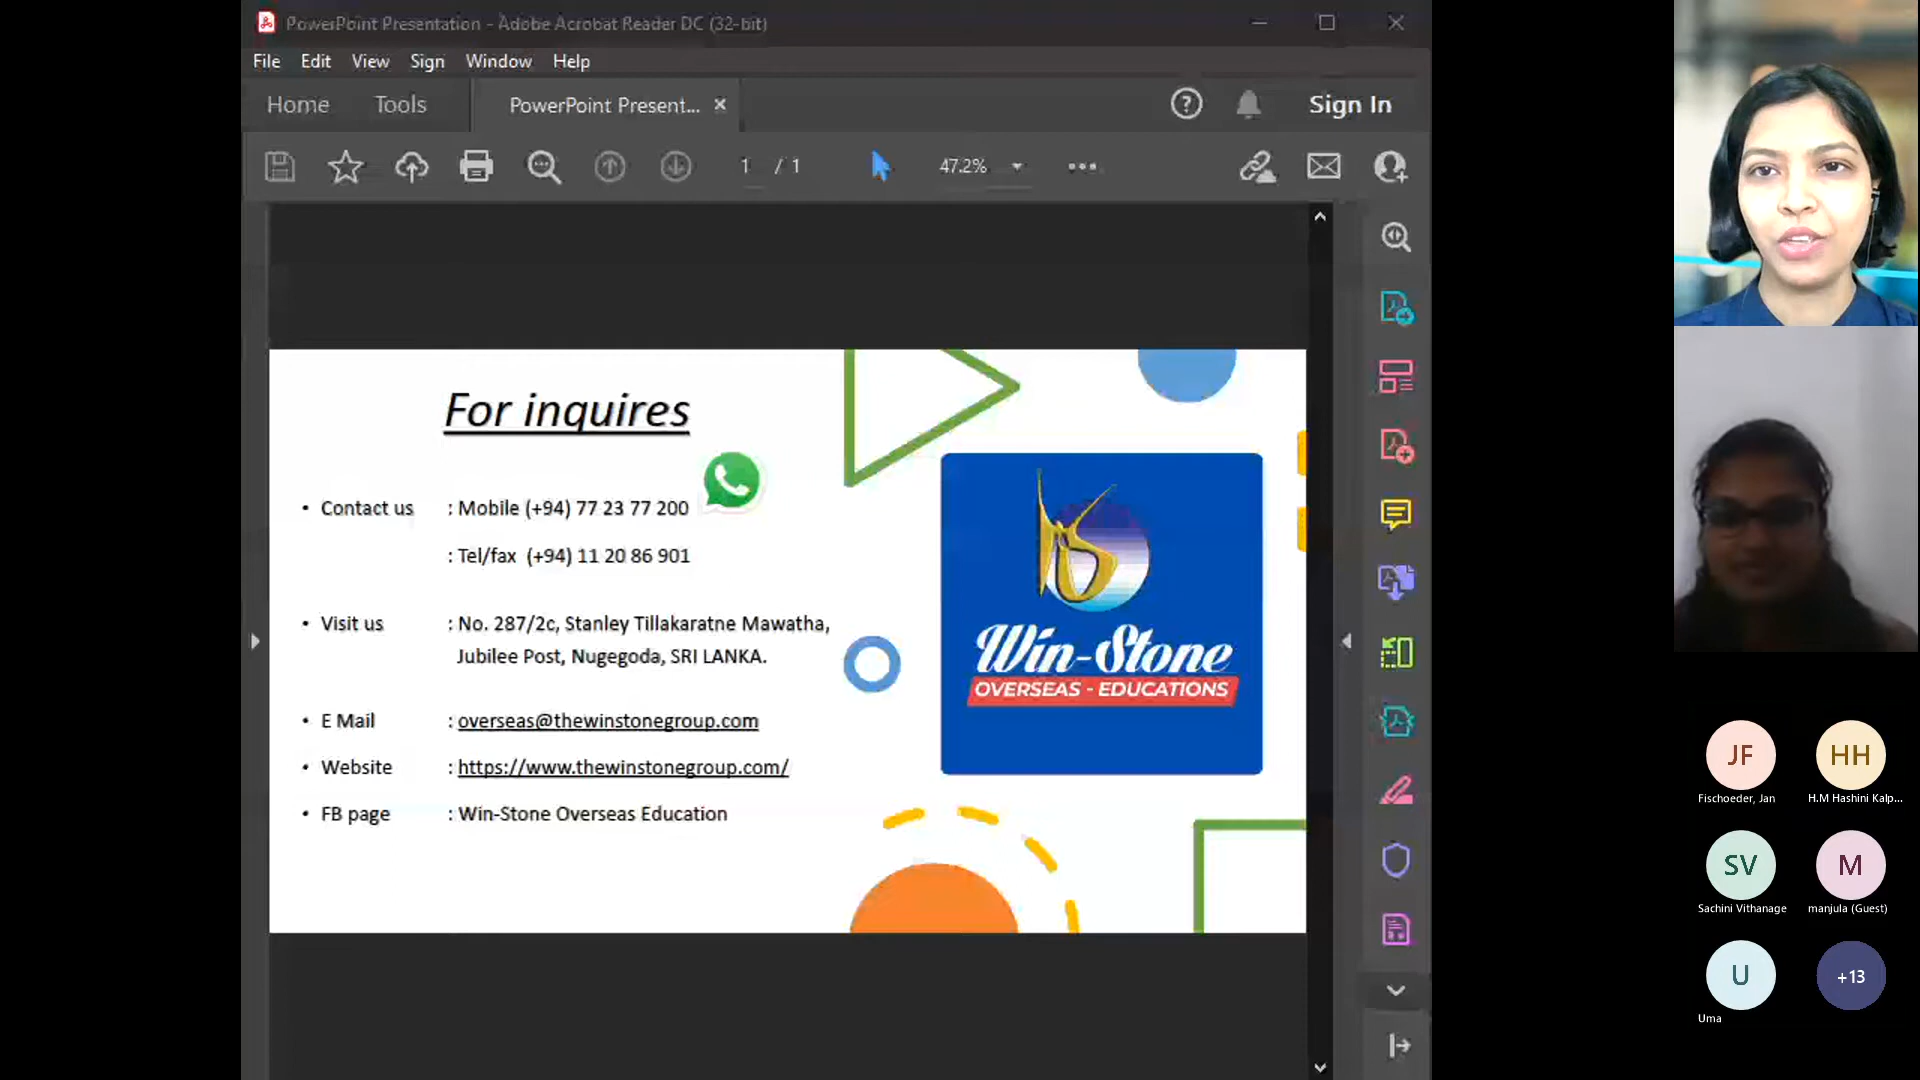 PowerPoint Presentation - Adobe Acrobat Reader DC (32-bit)
File Edit View Sign Window Help
Home Tools PowerPoint Present... Sign In
1 / 1 47.2%
For inquires
• Contact us : Mobile (+94) 77 23 77 200
: Tel/fax (+94) 11 20 86 901
• Visit us : No. 287/2c, Stanley Tillakaratne Mawatha,
Jubilee Post, Nugegoda, SRI LANKA.
• E Mail : overseas@thewinstonegroup.com
• Website : https://www.thewinstonegroup.com/
• FB page : Win-Stone Overseas Education
Win-Stone
OVERSEAS - EDUCATIONS
JF HH
Fischoeder, Jan H.M Hashini Kalp...
SV M
Sachini Vithanage manjula (Guest)
U +13
Uma